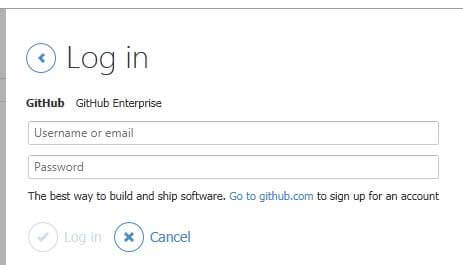 Log in
GitHub GitHub Enterprise
Username or email
Password
The best way to build and ship software. Go to github.com to sign up for an account
Log in Cancel